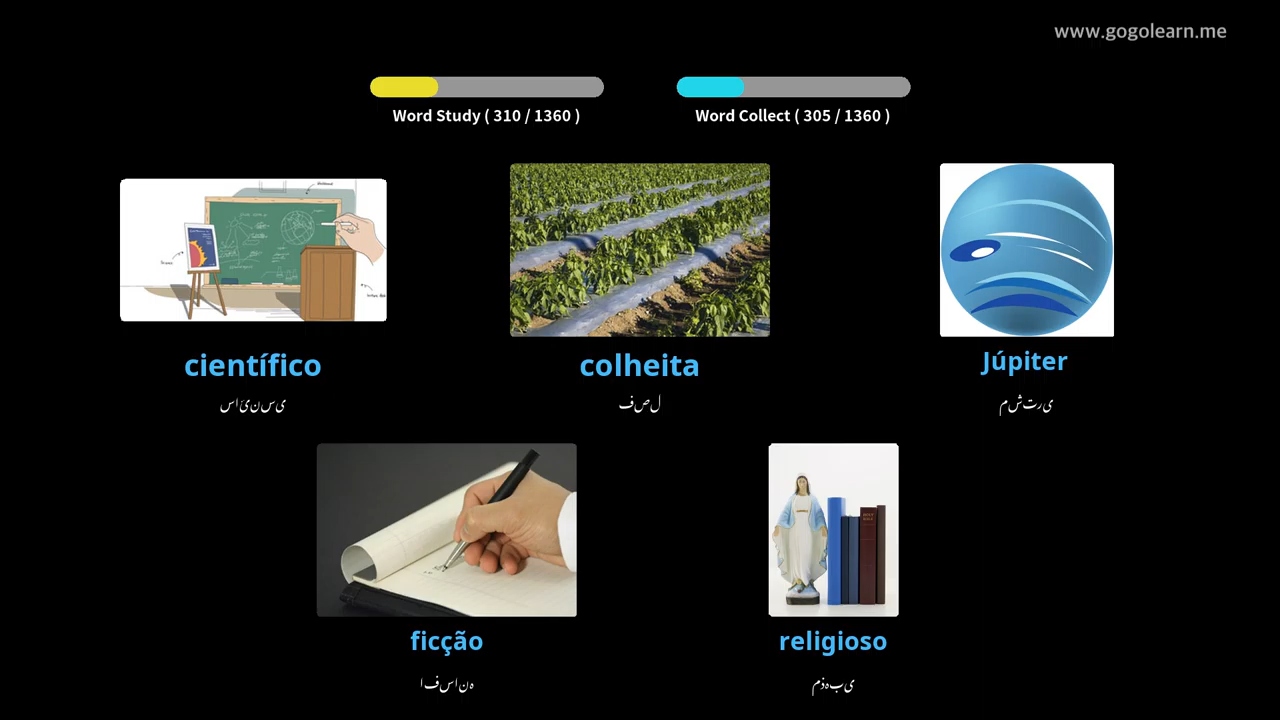 www.gogolearn.me
Word Study ( 310 / 1360 )
Word Collect ( 305 / 1360 )
científico
colheita
Júpiter
سائنسی
فصل
مشتری
ficção
religioso
افسانہ
مذہبی